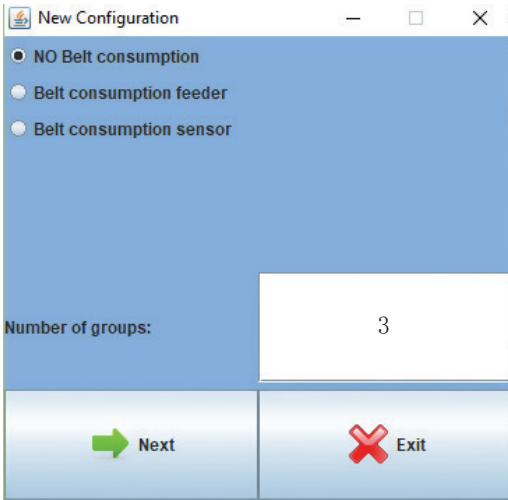 New Configuration
NO Belt consumption
Belt consumption feeder
Belt consumption sensor
Number of groups: 3
Next Exit